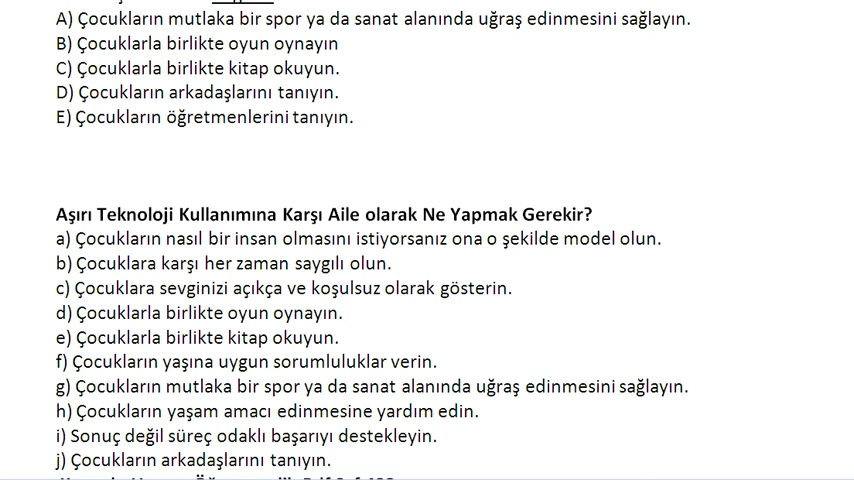 A) Çocukların mutlaka bir spor ya da sanat alanında uğraş edinmesini sağlayın.
B) Çocuklarla birlikte oyun oynayın
C) Çocuklarla birlikte kitap okuyun.
D) Çocukların arkadaşlarını tanıyın.
E) Çocukların öğretmenlerini tanıyın.
Aşırı Teknoloji Kullanımına Karşı Aile olarak Ne Yapmak Gerekir?
a) Çocukların nasıl bir insan olmasını istiyorsanız ona o şekilde model olun.
b) Çocuklara karşı her zaman saygılı olun.
c) Çocuklara sevginizi açıkça ve koşulsuz olarak gösterin.
d) Çocuklarla birlikte oyun oynayın.
e) Çocuklarla birlikte kitap okuyun.
f) Çocukların yaşına uygun sorumluluklar verin.
g) Çocukların mutlaka bir spor ya da sanat alanında uğraş edinmesini sağlayın.
h) Çocukların yaşam amacı edinmesine yardım edin.
i) Sonuç değil süreç odaklı başarıyı destekleyin.
j) Çocukların arkadaşlarını tanıyın.